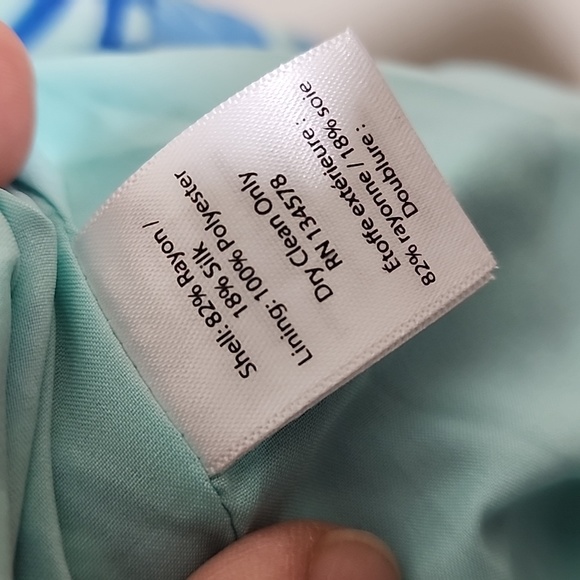 Shell: 82% Rayon /
18% Silk
Lining: 100% Polyester
Dry Clean Only
RN 134578
Étoffe extérieure :
82% rayonne / 18% soie
Doublure :